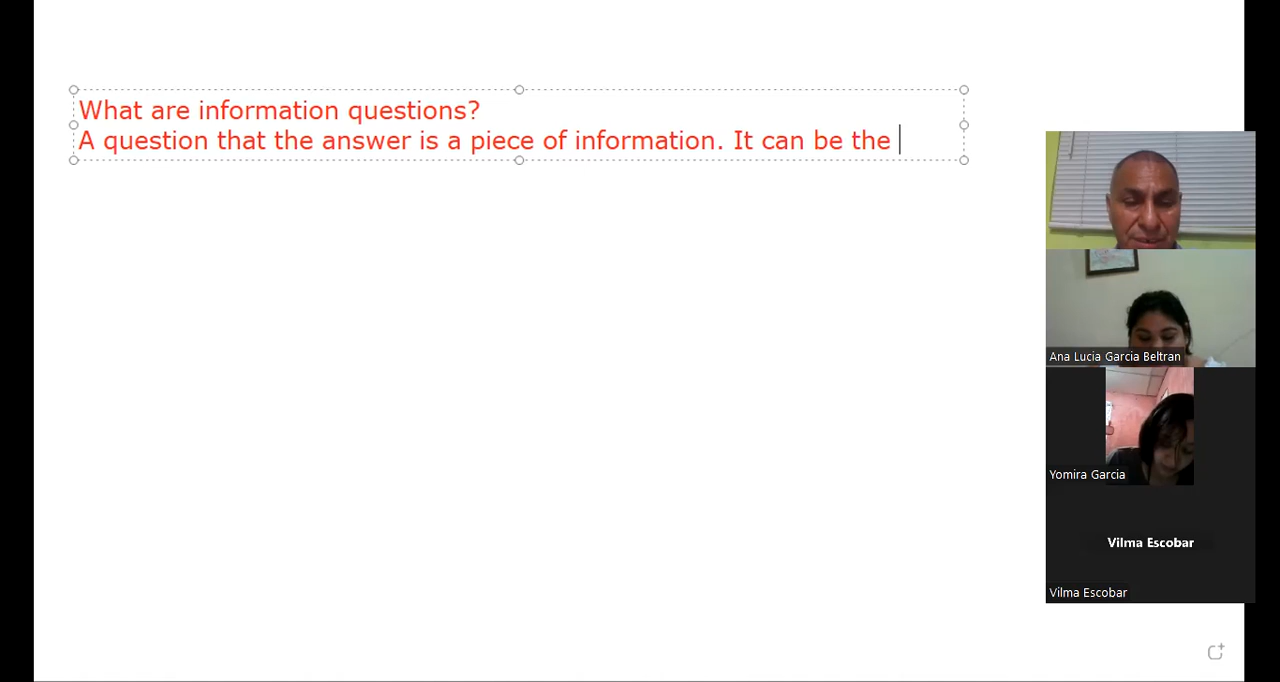 What are information questions?
A question that the answer is a piece of information. It can be the
Ana Lucia Garcia Beltran
Yomira Garcia
Vilma Escobar
Vilma Escobar